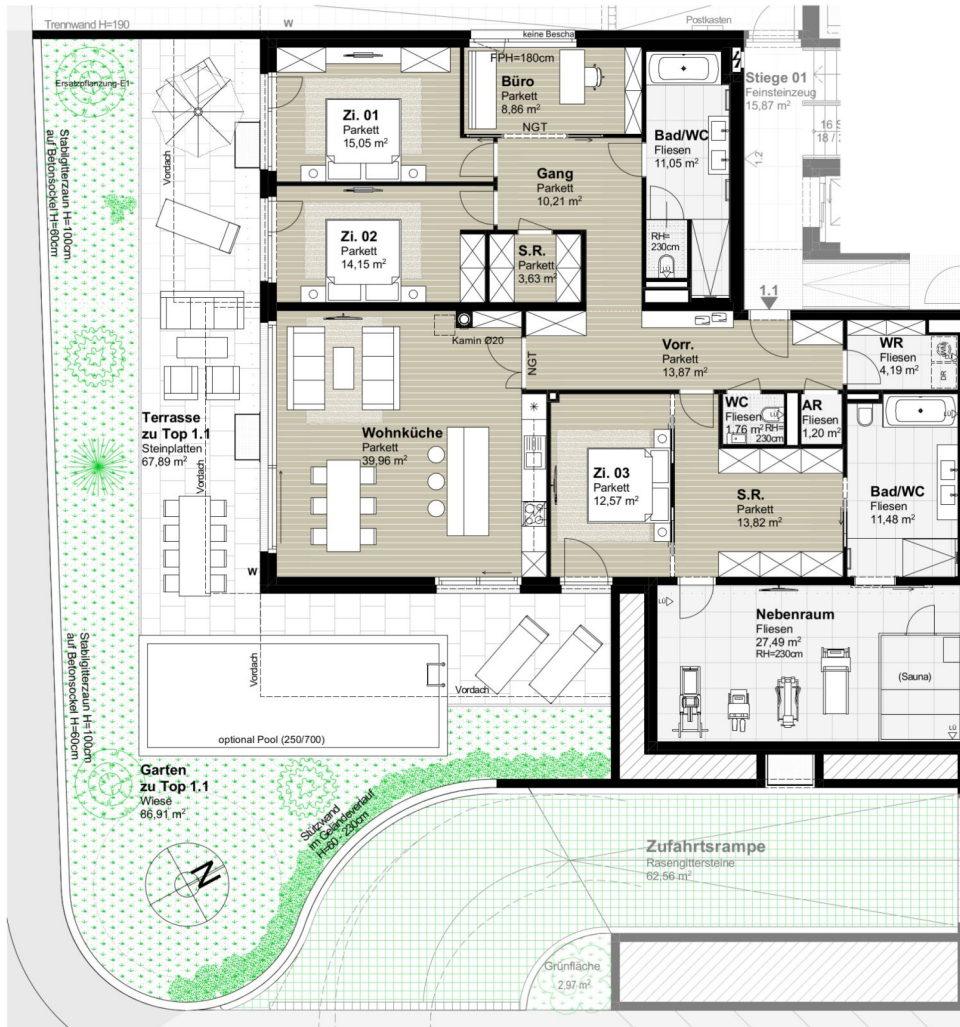 Trennwand H=190
W
Postkasten
keine Bescha
Ersatzpflanzung-E1
Stabilgitterzaun H=100cm
auf Betonsockel H=60cm
Vordach
Zi. 01
Parkett
15,05 m²
FPH=180cm
Büro
Parkett
8,86 m²
NGT
Bad/WC
Fliesen
11,05 m²
Stiege 01
Feinsteinzeug
15,87 m²
1.2
Gang
Parkett
10,21 m²
Zi. 02
Parkett
14,15 m²
S.R.
Parkett
3,63 m²
RH=
230cm
1.1
Kamin Ø20
NGT
Vorr.
Parkett
13,87 m²
WR
Fliesen
4,19 m²
DR
WC
Fliesen
1,76 m²
RH=
230cm
AR
Fliesen
1,20 m²
LÜ
Terrasse
zu Top 1.1
Steinplatten
67,89 m²
Vordach
Wohnküche
Parkett
39,96 m²
Zi. 03
Parkett
12,57 m²
S.R.
Parkett
13,82 m²
Bad/WC
Fliesen
11,48 m²
W
Nebenraum
Fliesen
27,49 m²
RH=230cm
LÜ
(Sauna)
LÜ
Stabilgitterzaun H=100cm
auf Betonsockel H=60cm
Vordach
Vordach
optional Pool (250/700)
Garten
zu Top 1.1
Wiese
86,91 m²
Stützwand
im Geländeverlauf
H=60 - 230cm
N
Zufahrtsrampe
Rasengittersteine
62,56 m²
Grünfläche
2,97 m²